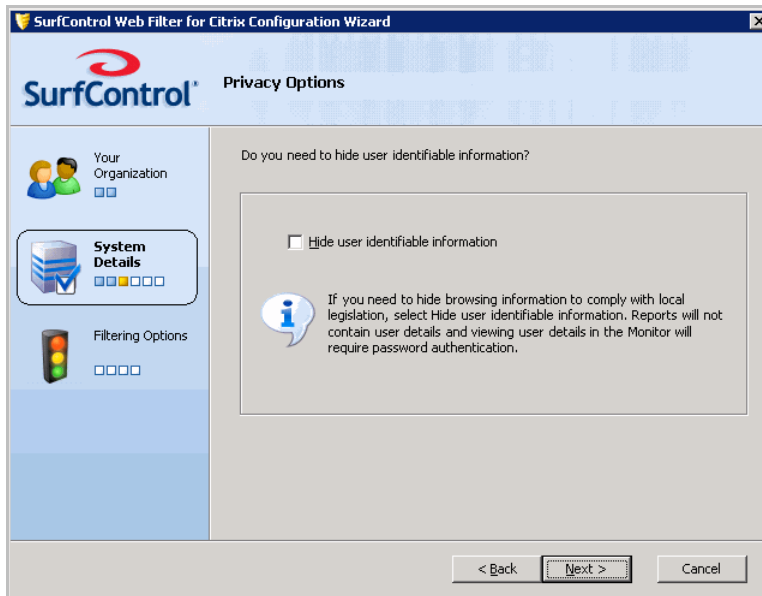 SurfControl Web Filter for Citrix Configuration Wizard
SurfControl
Privacy Options
Your
Organization
System
Details
Filtering Options
Do you need to hide user identifiable information?
Hide user identifiable information
If you need to hide browsing information to comply with local
legislation, select Hide user identifiable information. Reports will not
contain user details and viewing user details in the Monitor will
require password authentication.
< Back
Next >
Cancel